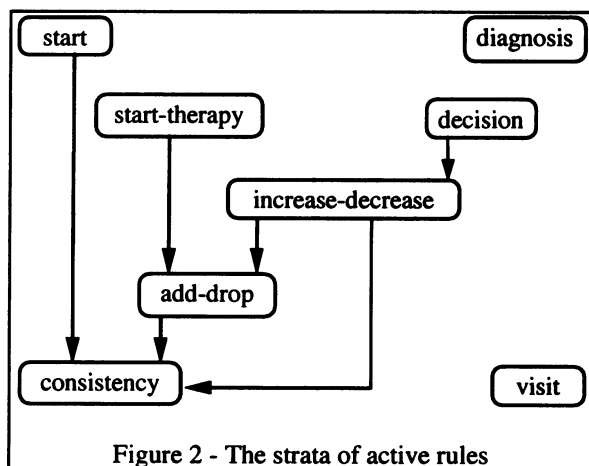 start
diagnosis
start-therapy
decision
increase-decrease
add-drop
consistency
visit
Figure 2 - The strata of active rules